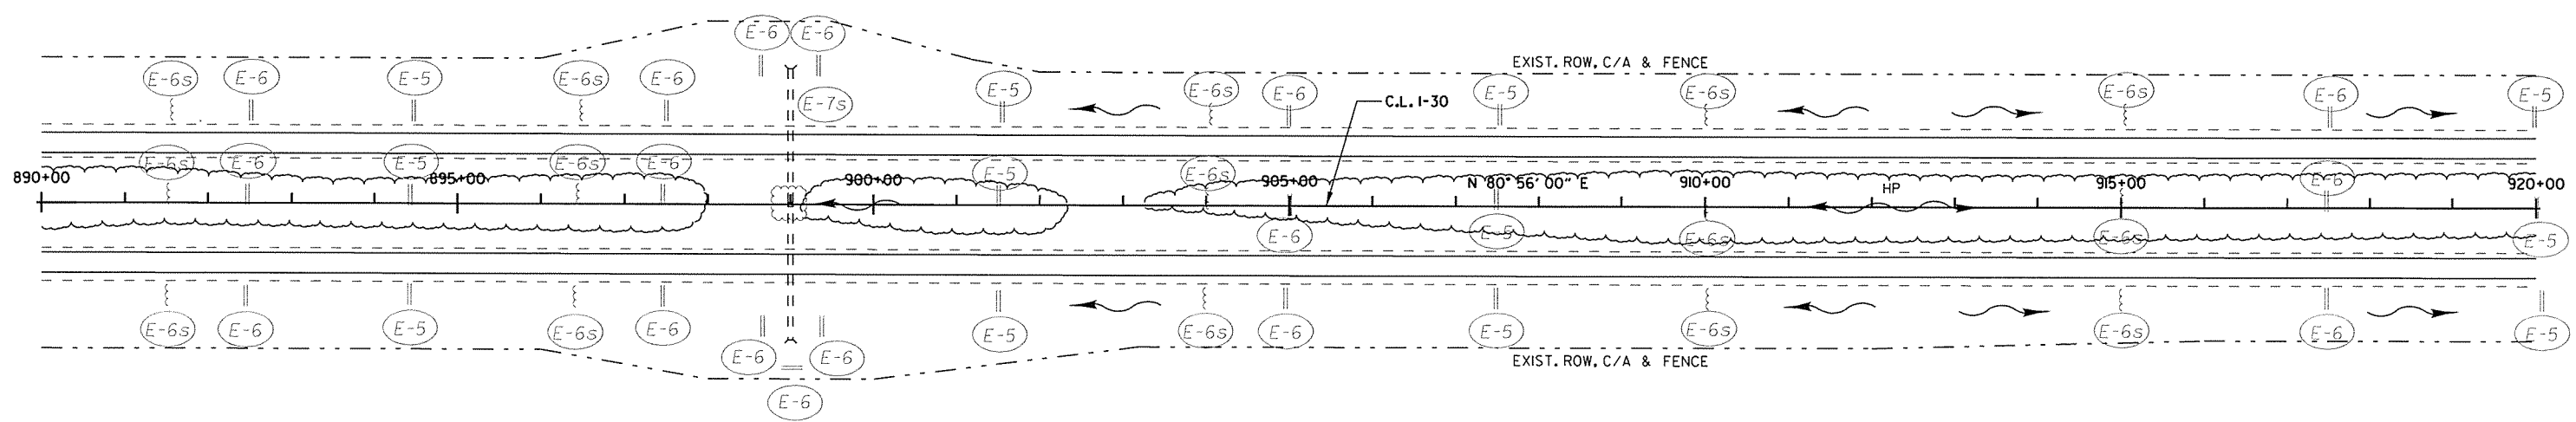 E-6 E-6
EXIST. ROW, C/A & FENCE
E-6s E-6 E-5 E-6s E-6 E-7s E-5 E-6s E-6 E-5 E-6s E-6s E-6 E-5
C.L. I-30
E-6s E-6 E-5 E-6s E-6 E-5 E-6s E-6
890+00 895+00 900+00 905+00 N 80° 56' 00" E 910+00 HP 915+00 920+00
E-6 E-5 E-6s E-6s E-5
E-6s E-6 E-5 E-6s E-6 E-5 E-6s E-6 E-5 E-6s E-6s E-6 E-5
E-6 E-6
EXIST. ROW, C/A & FENCE
E-6